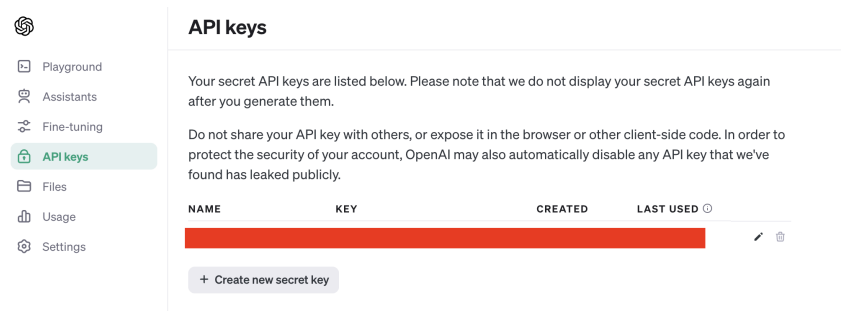 API keys
Playground
Assistants
Fine-tuning
API keys
Files
Usage
Settings
Your secret API keys are listed below. Please note that we do not display your secret API keys again
after you generate them.
Do not share your API key with others, or expose it in the browser or other client-side code. In order to
protect the security of your account, OpenAI may also automatically disable any API key that we've
found has leaked publicly.
NAME KEY CREATED LAST USED
+ Create new secret key